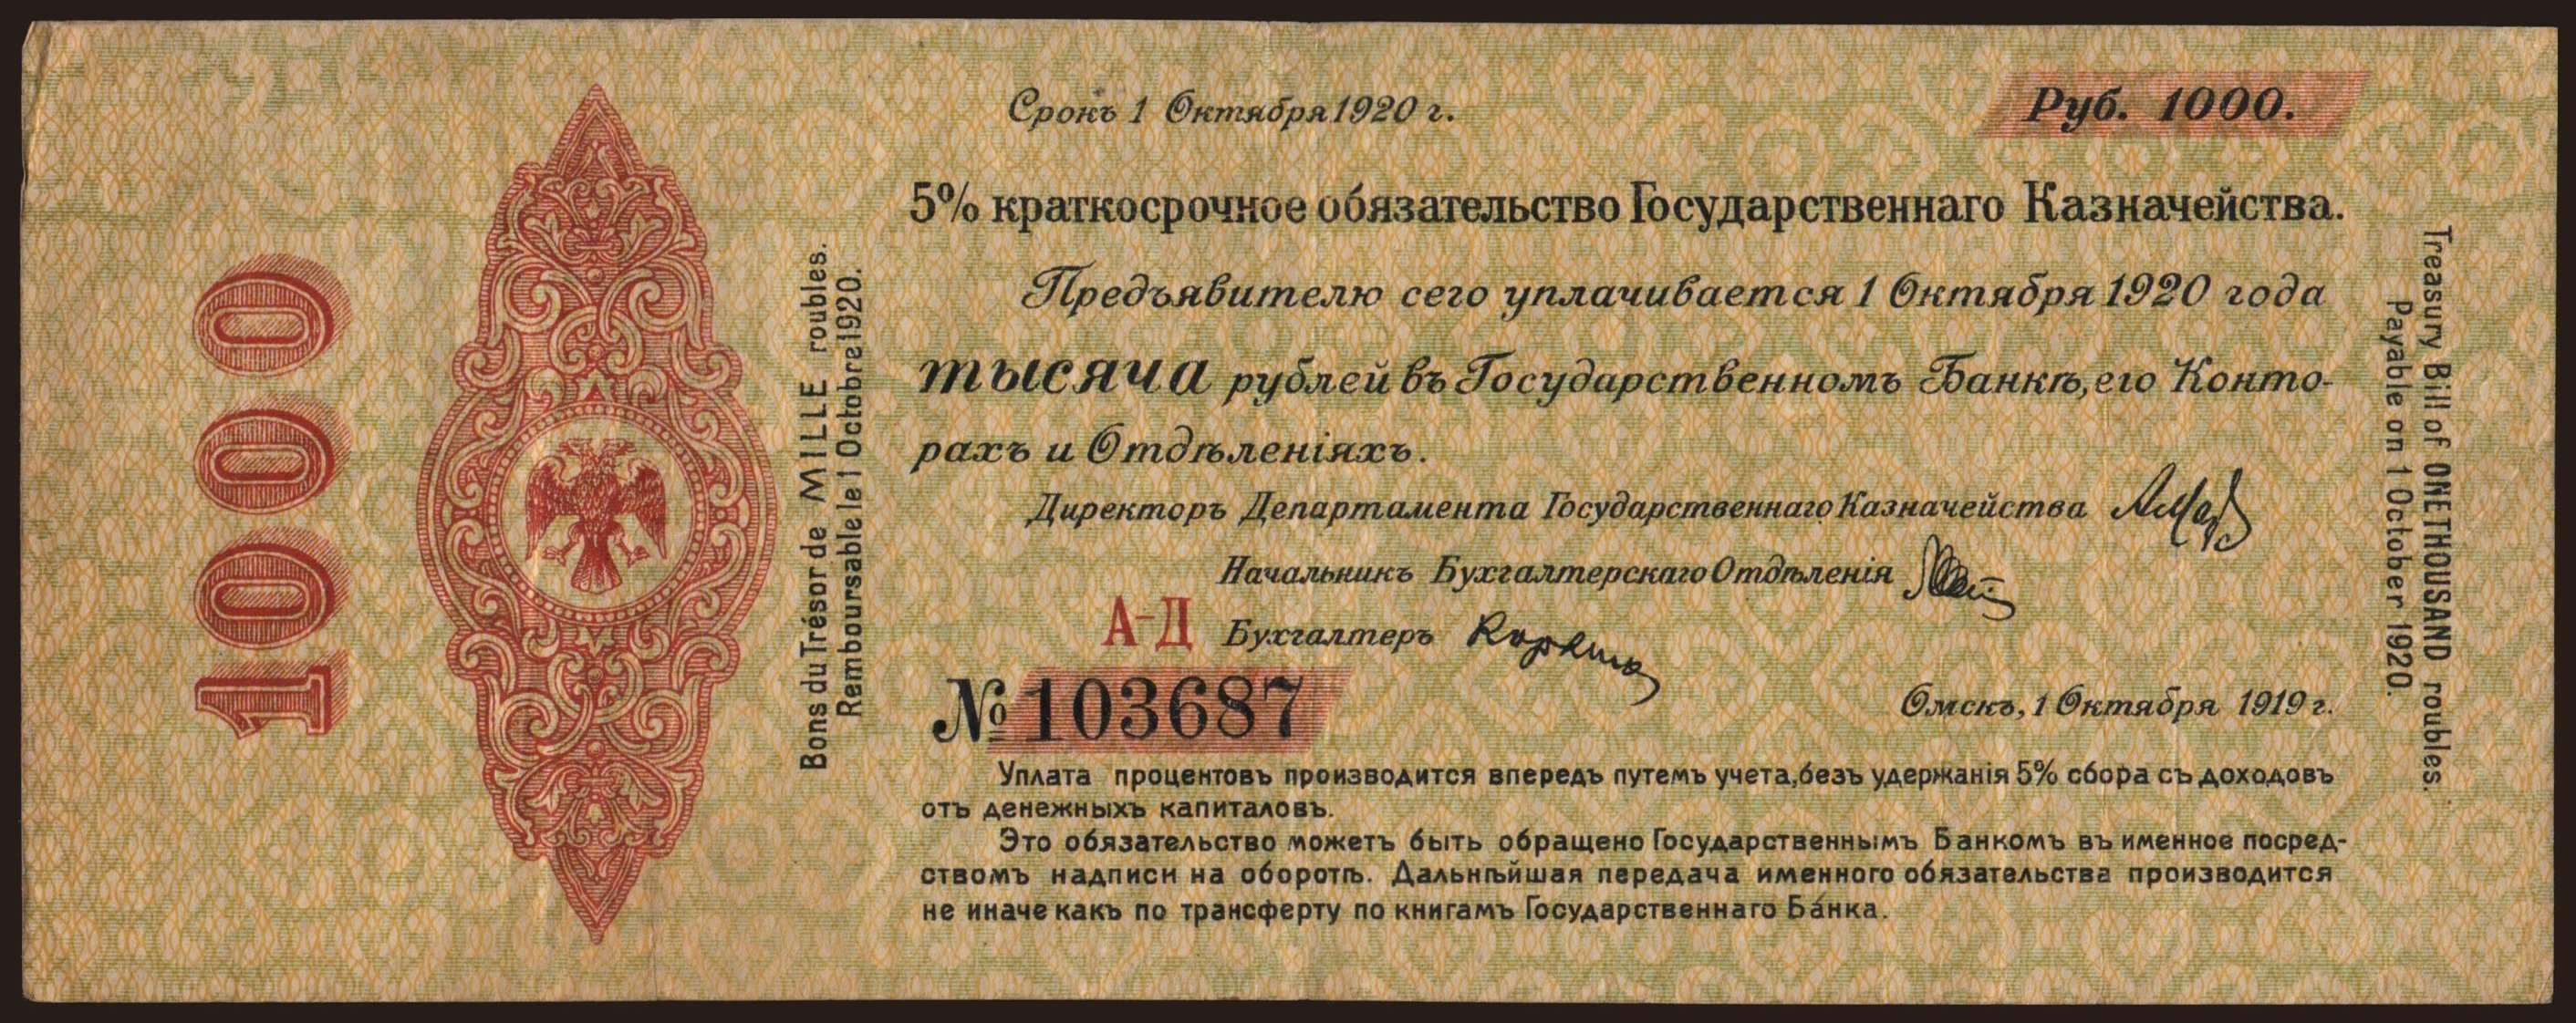 1000
Bons du Trésor de MILLE roubles.
Remboursable le 1 Octobre 1920.
Срокъ 1 Октября 1920 г.
Руб. 1000.
5% краткосрочное обязательство Государственнаго Казначейства.
Предъявителю сего уплачивается 1 Октября 1920 года
тысяча рублей въ Государственномъ Банкѣ, его Конто-
рахъ и Отдѣленіяхъ.
Директоръ Департамента Государственнаго Казначейства
Начальникъ Бухгалтерскаго Отдѣленія
А-Д Бухгалтеръ
№ 103687
Омскъ, 1 Октября 1919 г.
Уплата процентовъ производится впередъ путемъ учета, безъ удержанія 5% сбора съ доходовъ
отъ денежныхъ капиталовъ.
Это обязательство можетъ быть обращено Государственнымъ Банкомъ въ именное посред-
ствомъ надписи на оборотѣ. Дальнѣйшая передача именного обязательства производится
не иначе какъ по трансферту по книгамъ Государственнаго Банка.
Treasury Bill of ONE THOUSAND roubles.
Payable on 1 October 1920.